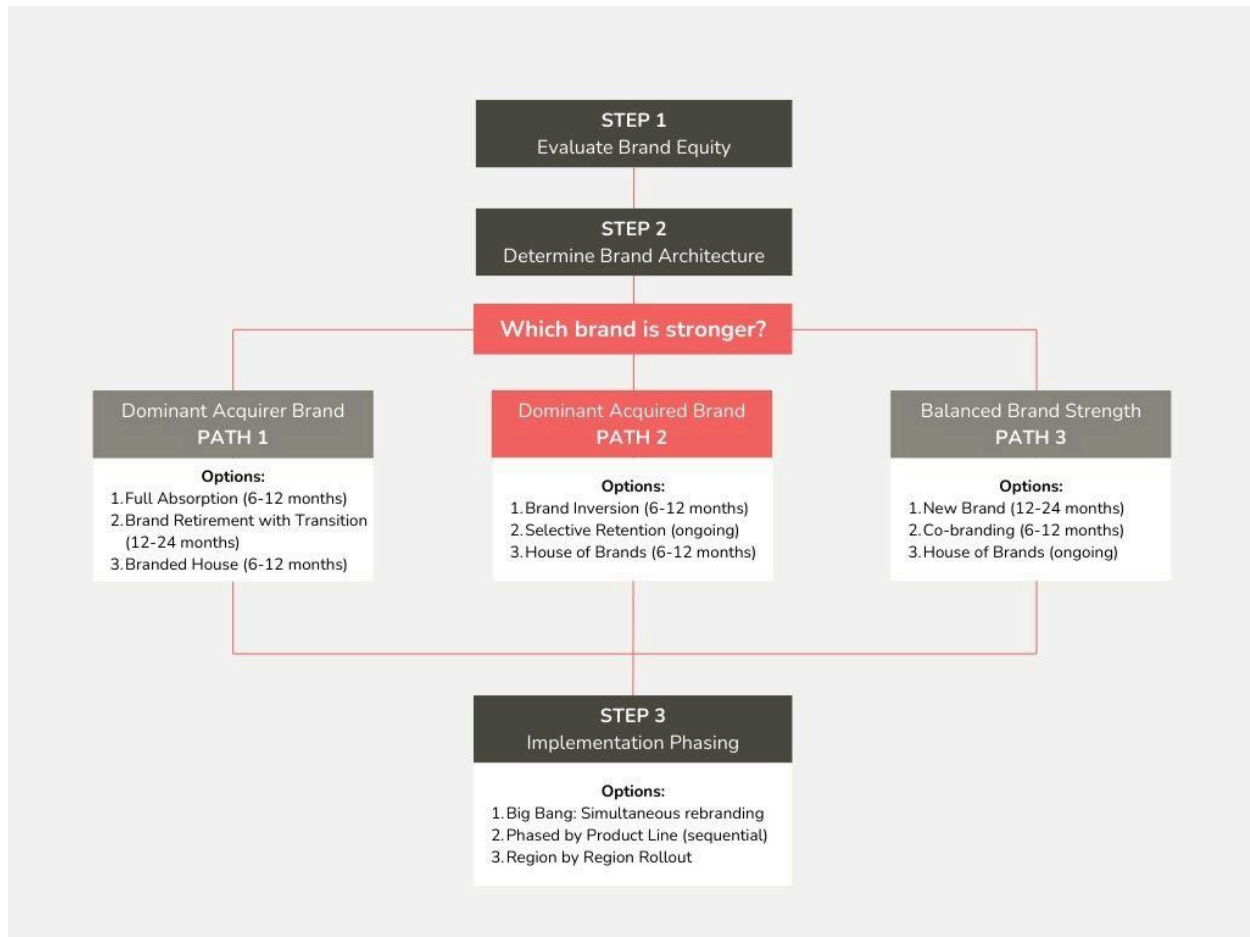 STEP 1
Evaluate Brand Equity
STEP 2
Determine Brand Architecture
Which brand is stronger?
Dominant Acquirer Brand
PATH 1
Options:
1. Full Absorption (6-12 months)
2. Brand Retirement with Transition
(12-24 months)
3. Branded House (6-12 months)
Dominant Acquired Brand
PATH 2
Options:
1. Brand Inversion (6-12 months)
2. Selective Retention (ongoing)
3. House of Brands (6-12 months)
Balanced Brand Strength
PATH 3
Options:
1. New Brand (12-24 months)
2. Co-branding (6-12 months)
3. House of Brands (ongoing)
STEP 3
Implementation Phasing
Options:
1. Big Bang: Simultaneous rebranding
2. Phased by Product Line (sequential)
3. Region by Region Rollout